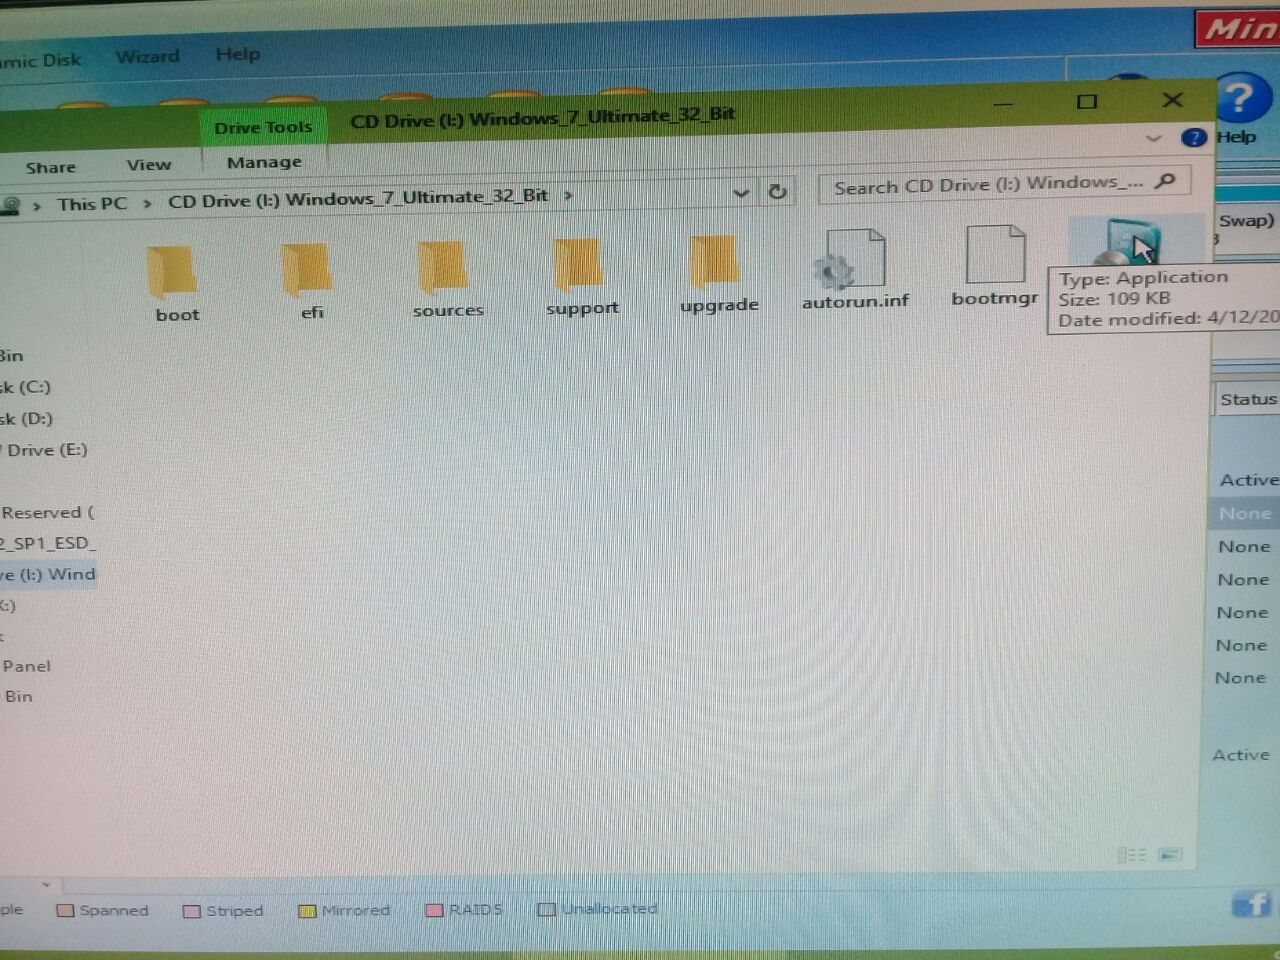 amic Disk Wizard Help
Min
Drive Tools CD Drive (I:) Windows_7_Ultimate_32_Bit
Share View Manage
? Help
This PC > CD Drive (I:) Windows_7_Ultimate_32_Bit >
Search CD Drive (I:) Windows_...
Swap)
boot
efi
sources
support
upgrade
autorun.inf
bootmgr
Type: Application
Size: 109 KB
Date modified: 4/12/20
Bin
sk (C:)
sk (D:)
Drive (E:)
Reserved (
2_SP1_ESD_
ve (I:) Wind
Panel
Bin
Status
Active
None
None
None
None
None
None
Active
ple Spanned Striped Mirrored RAID5 Unallocated
f